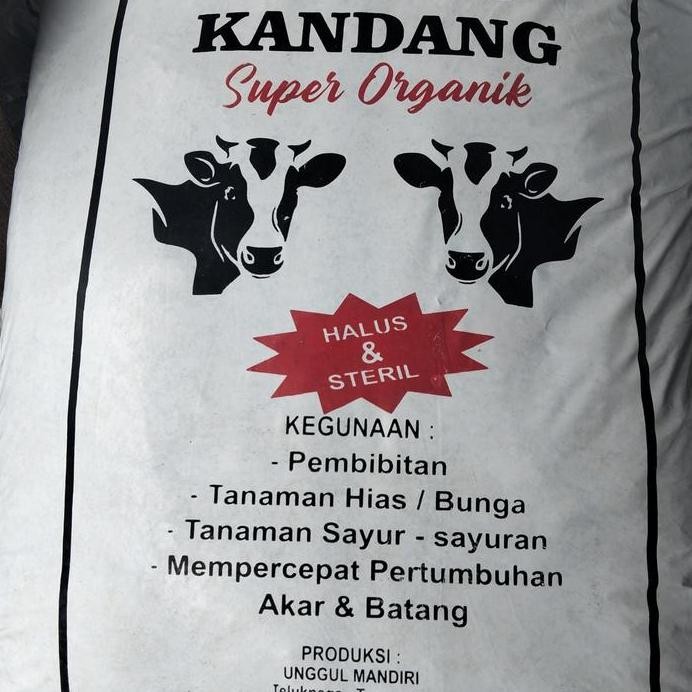 KANDANG
Super Organik
HALUS
&
STERIL
KEGUNAAN :
- Pembibitan
- Tanaman Hias / Bunga
- Tanaman Sayur - sayuran
- Mempercepat Pertumbuhan
Akar & Batang
PRODUKSI :
UNGGUL MANDIRI